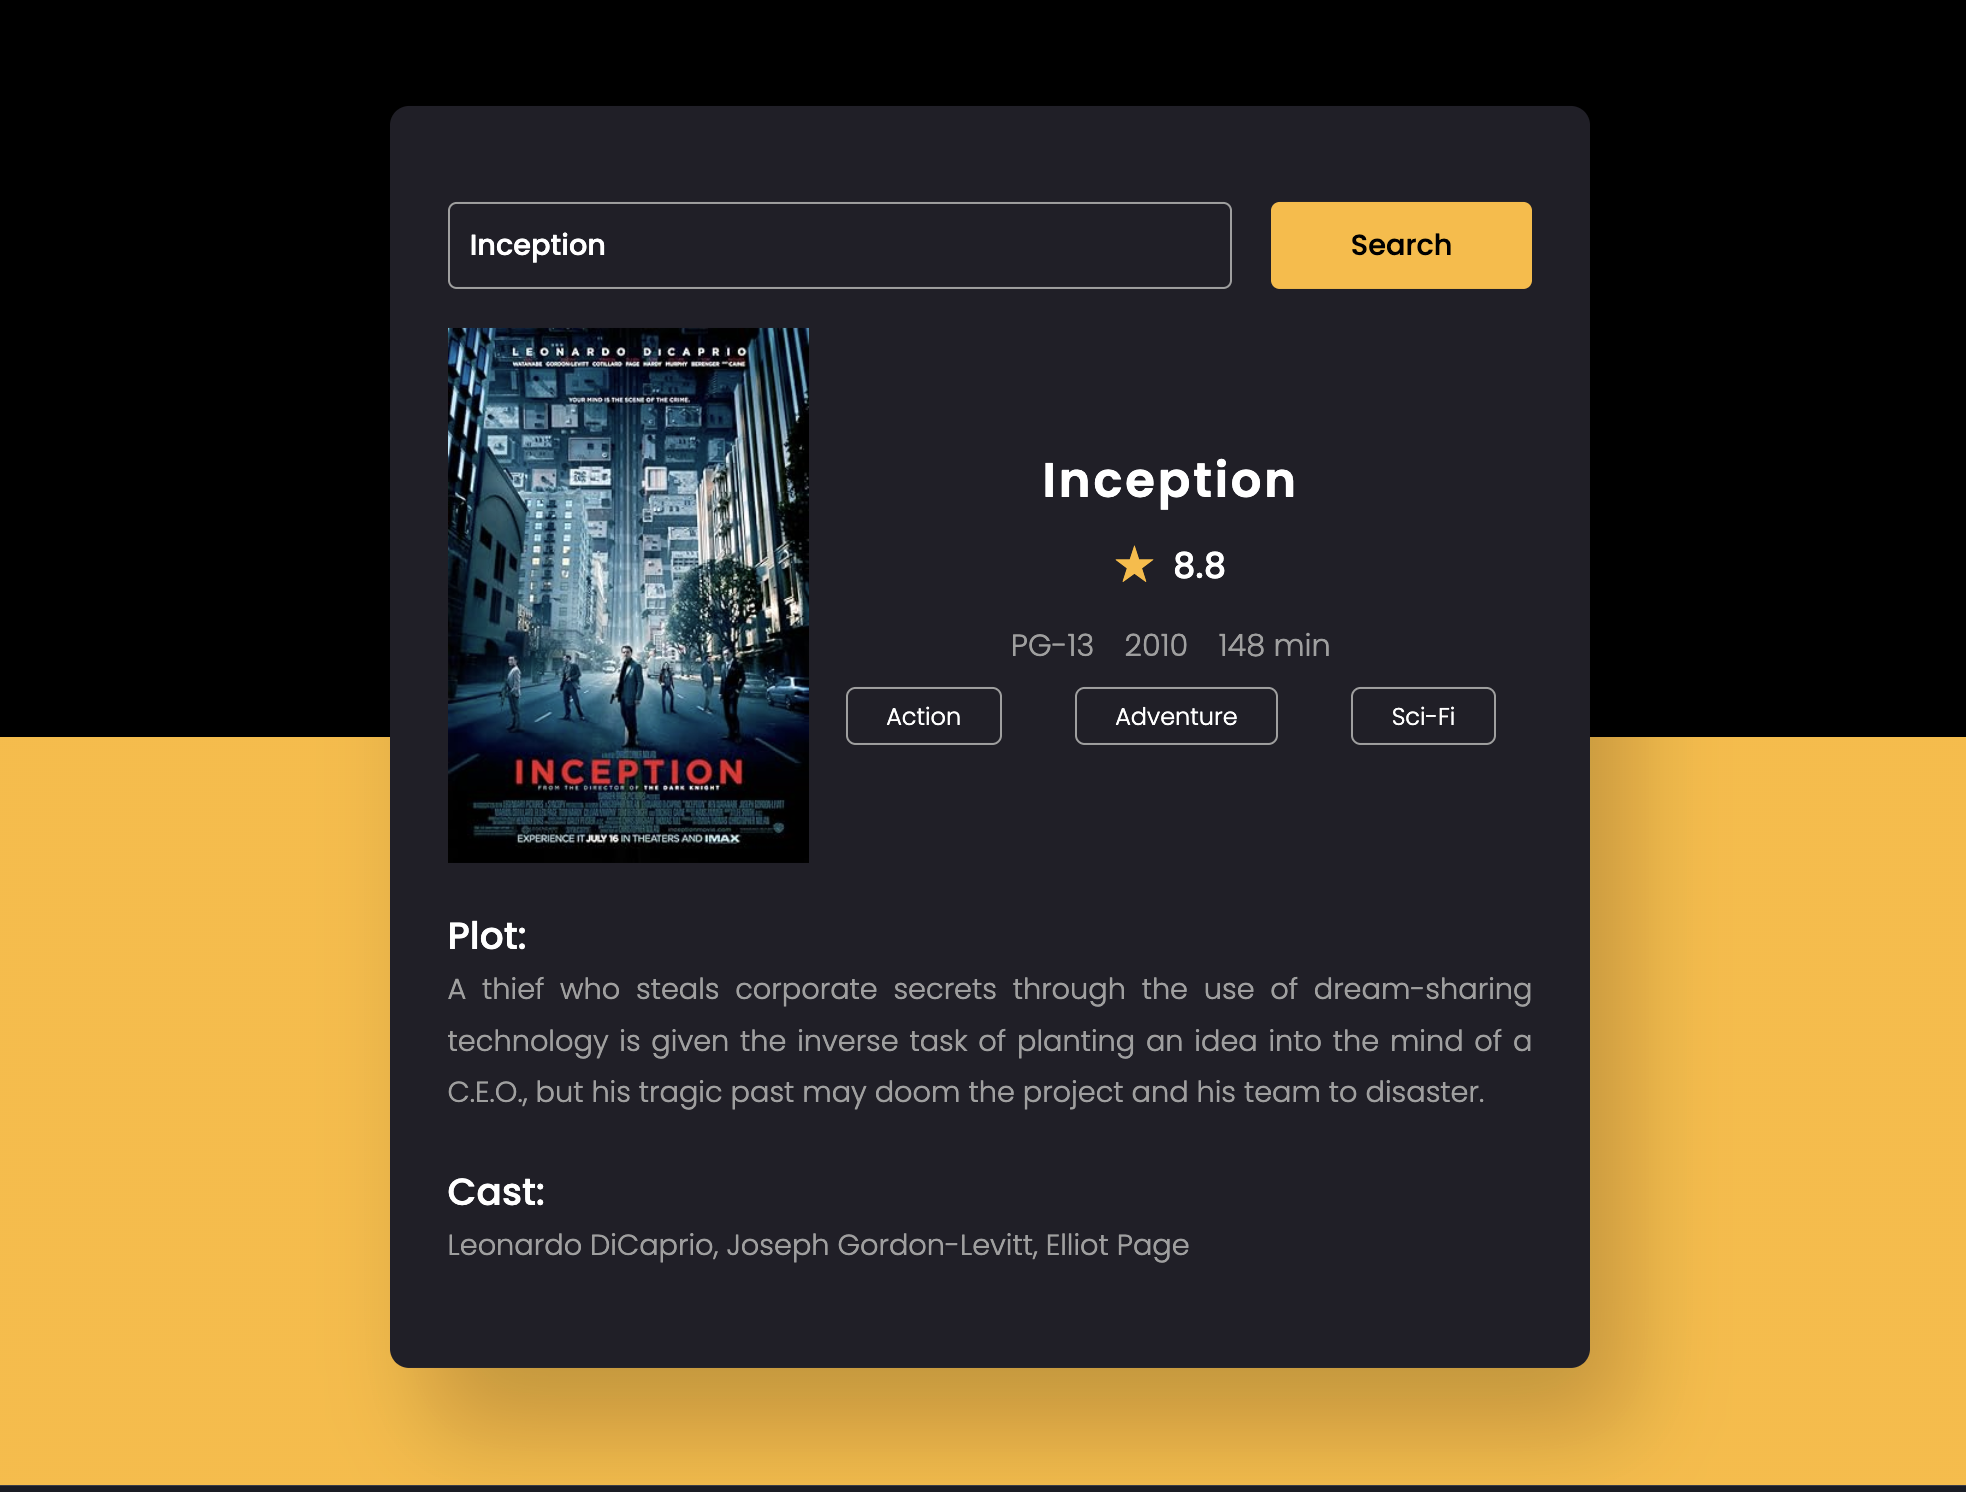 Inception
Search
LEONARDO DiCAPRIO
WATANABE GORDON-LEVITT COTILLARD PAGE HARDY MURPHY BERENGER AND CAINE
YOUR MIND IS THE SCENE OF THE CRIME.
INCEPTION
FROM THE DIRECTOR OF THE DARK KNIGHT
EXPERIENCE IT JULY 16 IN THEATERS AND IMAX
Inception
8.8
PG-13 2010 148 min
Action Adventure Sci-Fi
Plot:
A thief who steals corporate secrets through the use of dream-sharing
technology is given the inverse task of planting an idea into the mind of a
C.E.O., but his tragic past may doom the project and his team to disaster.
Cast:
Leonardo DiCaprio, Joseph Gordon-Levitt, Elliot Page